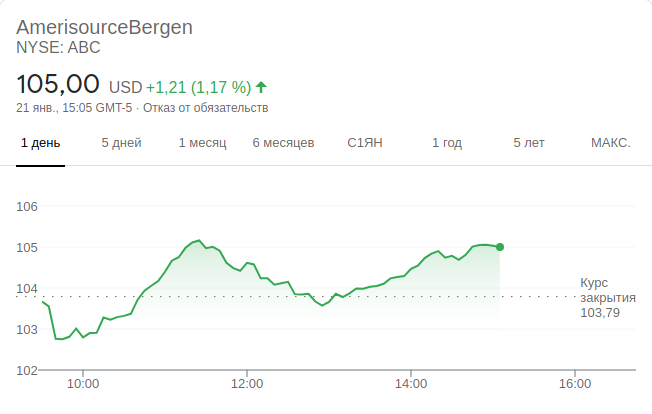 AmerisourceBergen
NYSE: ABC
105,00 USD +1,21 (1,17 %)
21 янв., 15:05 GMT-5 · Отказ от обязательств
1 день 5 дней 1 месяц 6 месяцев С1ЯН 1 год 5 лет МАКС.
106
105
104
103
102
Курс
закрытия
103,79
10:00 12:00 14:00 16:00